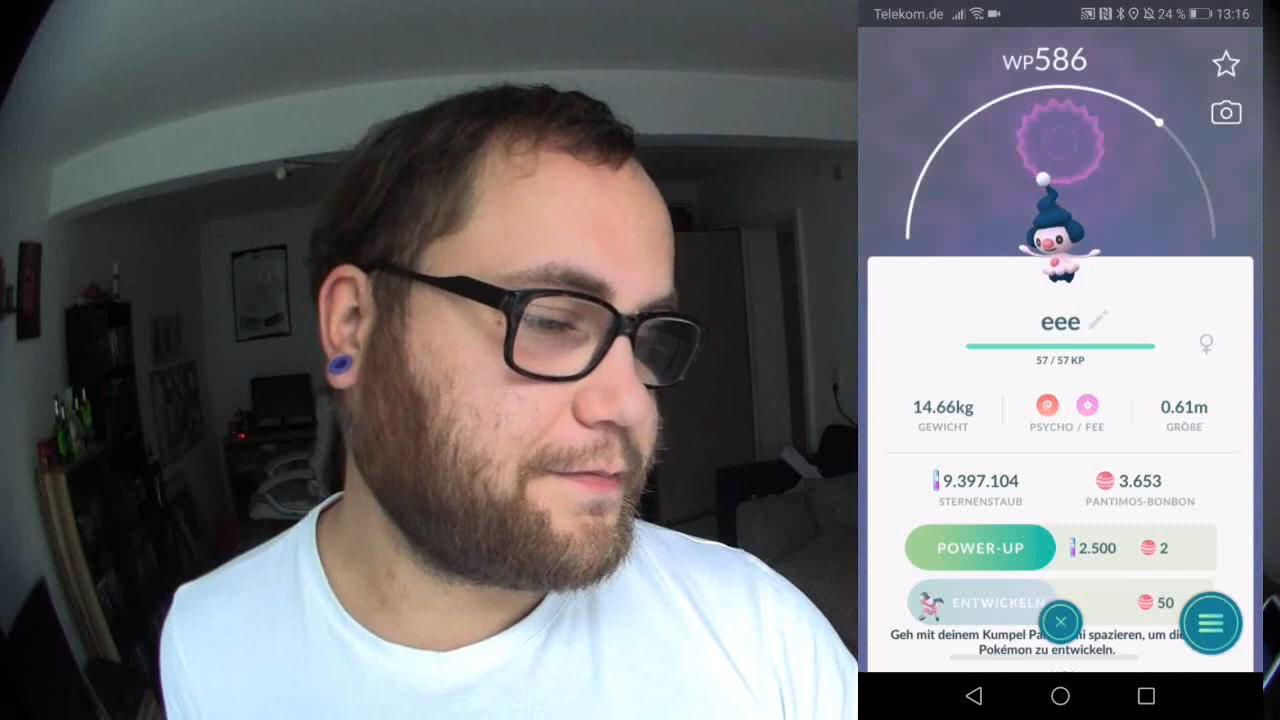 Telekom.de 24 % 13:16
WP586
eee
57 / 57 KP
14.66kg
GEWICHT
PSYCHO / FEE
0.61m
GRÖßE
9.397.104
STERNENSTAUB
3.653
PANTIMOS-BONBON
POWER-UP 2.500 2
ENTWICKELN 50
Geh mit deinem Kumpel spazieren, um
Pokémon zu entwickeln.